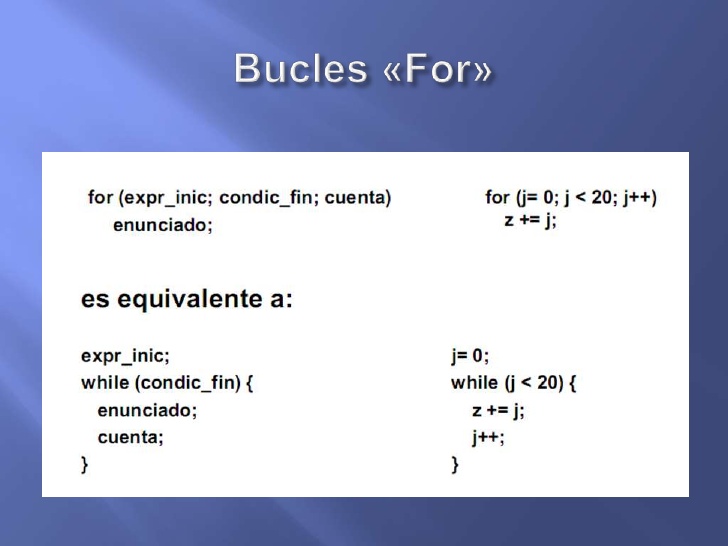 Bucles «For»
for (expr_inic; condic_fin; cuenta)
enunciado;
for (j= 0; j < 20; j++)
z += j;
es equivalente a:
expr_inic;
while (condic_fin) {
enunciado;
cuenta;
}
j= 0;
while (j < 20) {
z += j;
j++;
}